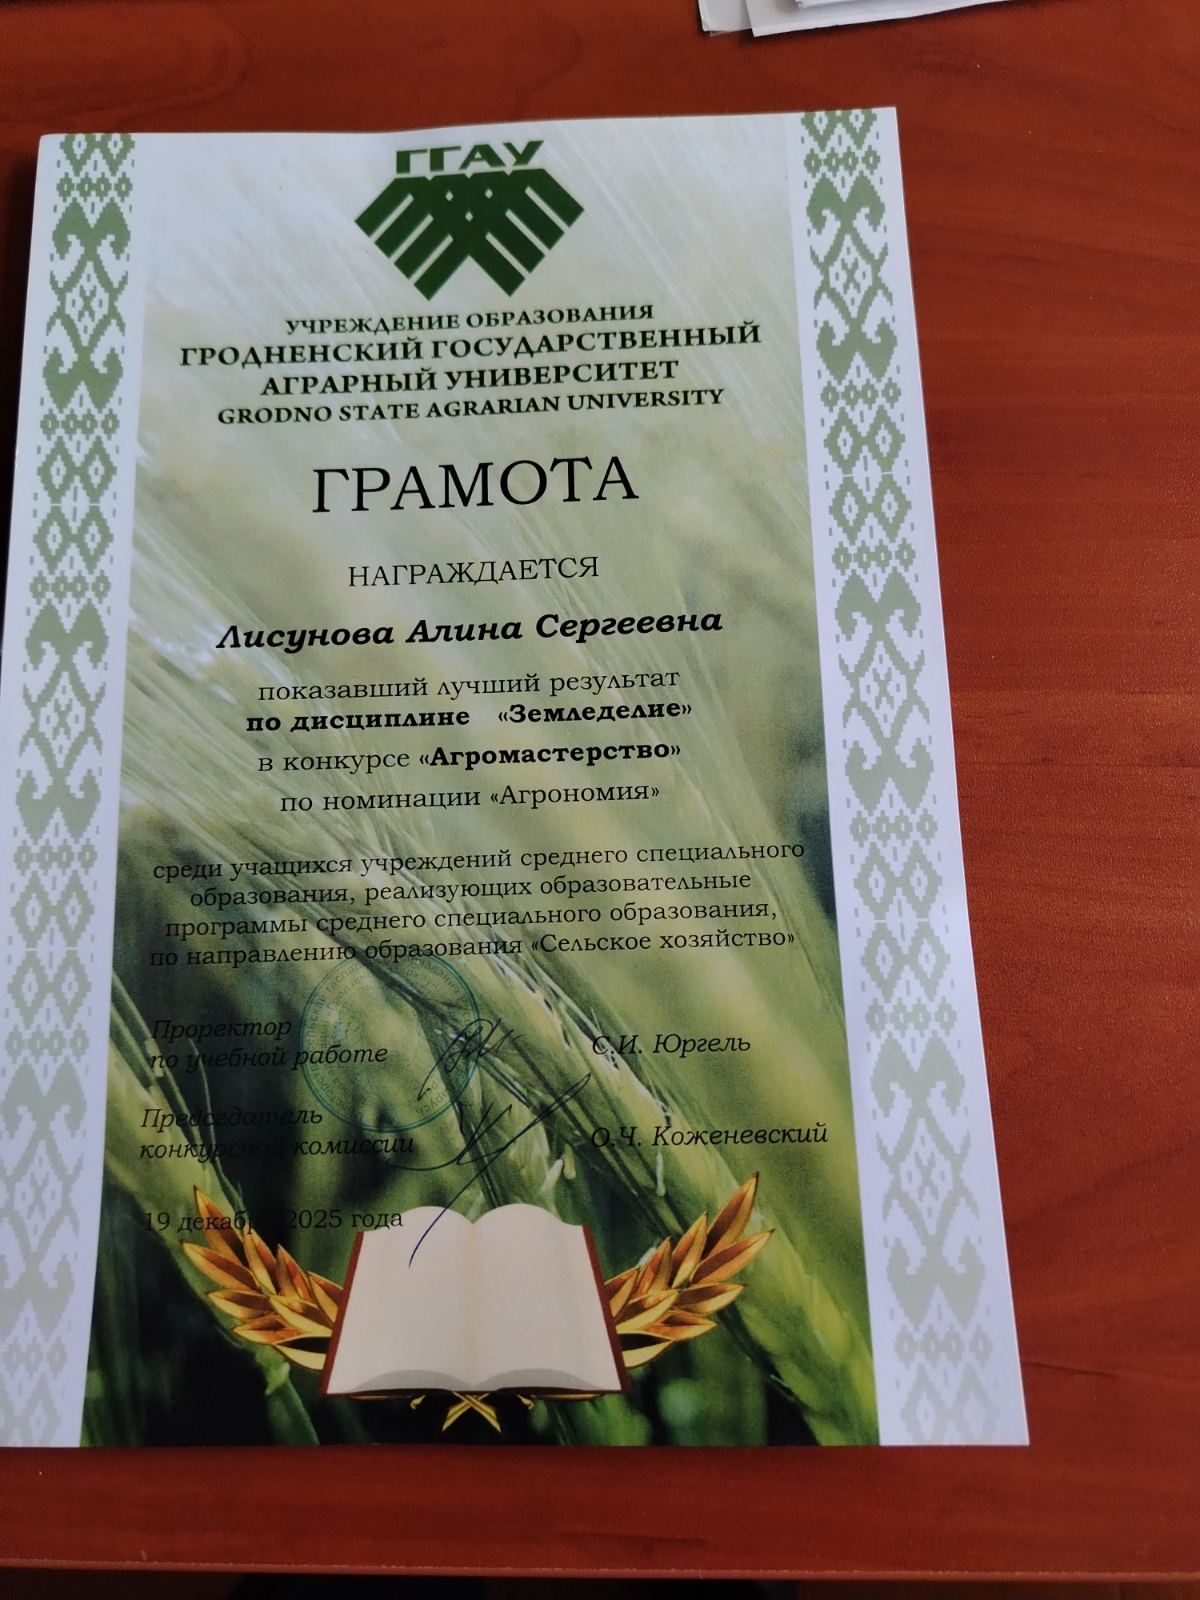 ГГАУ
УЧРЕЖДЕНИЕ ОБРАЗОВАНИЯ
ГРОДНЕНСКИЙ ГОСУДАРСТВЕННЫЙ
АГРАРНЫЙ УНИВЕРСИТЕТ
GRODNO STATE AGRARIAN UNIVERSITY
ГРАМОТА
НАГРАЖДАЕТСЯ
Лисунова Алина Сергеевна
показавший лучший результат
по дисциплине «Земледелие»
в конкурсе «Агромастерство»
по номинации «Агрономия»
среди учащихся учреждений среднего специального
образования, реализующих образовательные
программы среднего специального образования,
по направлению образования «Сельское хозяйство»
Проректор
по учебной работе
С.И. Юргель
Председатель
конкурсной комиссии
О.Ч. Коженевский
19 декабря 2025 года